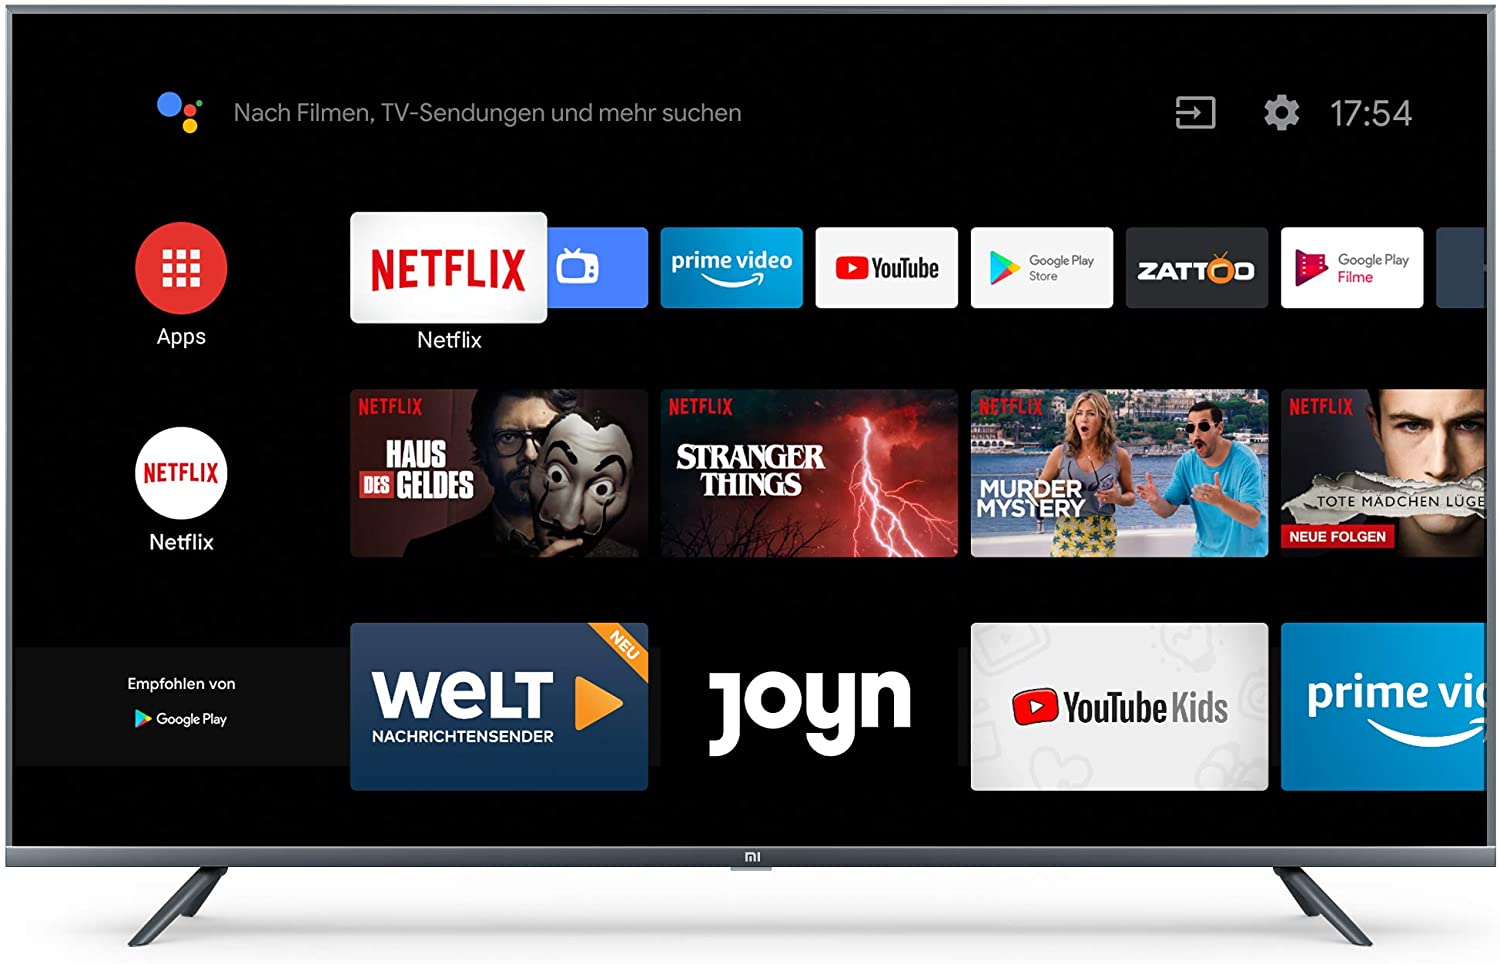 Nach Filmen, TV-Sendungen und mehr suchen
17:54
NETFLIX
prime video
YouTube
Google Play
Store
ZATTOO
Google Play
Filme
Apps
Netflix
NETFLIX
HAUS
DES GELDES
NETFLIX
STRANGER
THINGS
NETFLIX
MURDER
MYSTERY
NETFLIX
TOTE MÄDCHEN LÜGE
NEUE FOLGEN
NETFLIX
Netflix
Empfohlen von
Google Play
NEU
WELT
NACHRICHTENSENDER
joyn
YouTube Kids
prime vid
mi